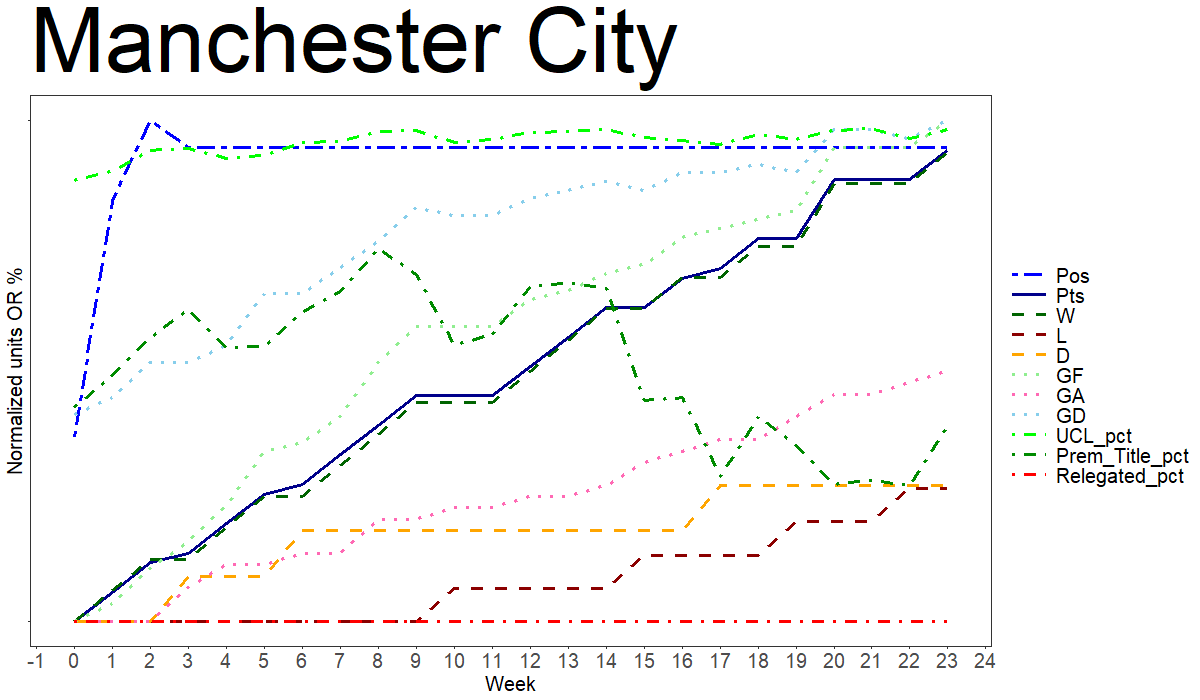 Manchester City
Normalized units OR %
Pos
Pts
W
L
D
GF
GA
GD
UCL_pct
Prem_Title_pct
Relegated_pct
-1 0 1 2 3 4 5 6 7 8 9 10 11 12 13 14 15 16 17 18 19 20 21 22 23 24
Week